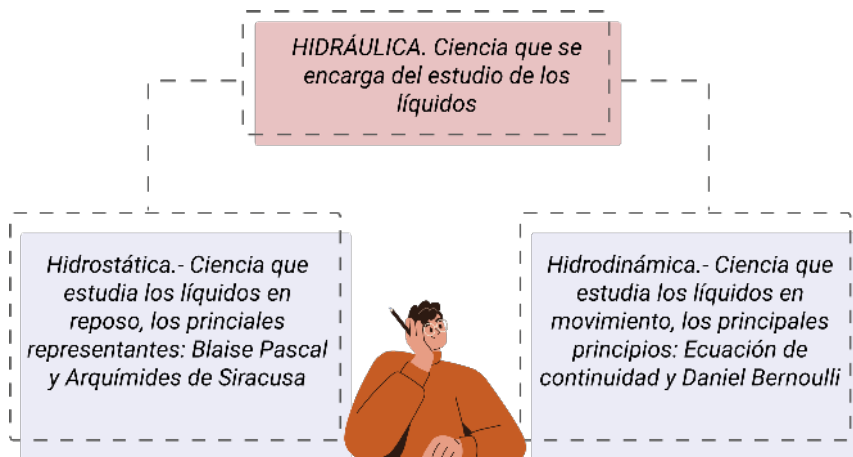 HIDRÁULICA. Ciencia que se
encarga del estudio de los
líquidos
Hidrostática.- Ciencia que
estudia los líquidos en
reposo, los princiales
representantes: Blaise Pascal
y Arquímides de Siracusa
Hidrodinámica.- Ciencia que
estudia los líquidos en
movimiento, los principales
principios: Ecuación de
continuidad y Daniel Bernoulli